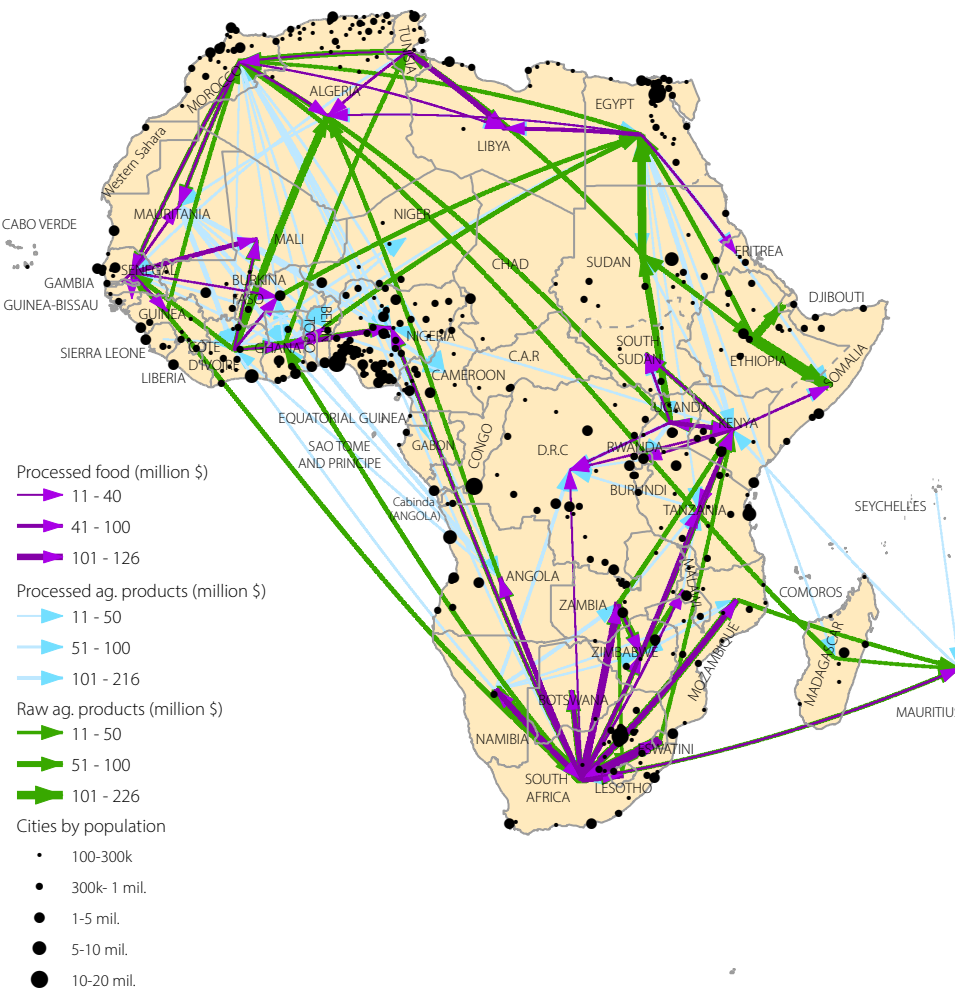 TUNISIA
MOROCCO
ALGERIA
EGYPT
LIBYA
Western Sahara
CABO VERDE
MAURITANIA
MALI
NIGER
CHAD
SUDAN
ERITREA
SENEGAL
GAMBIA
GUINEA-BISSAU
GUINEA
BURKINA
FASO
BENIN
TOGO
GHANA
NIGERIA
DJIBOUTI
SIERRA LEONE
LIBERIA
COTE
D'IVOIRE
C.A.R
SOUTH
SUDAN
ETHIOPIA
SOMALIA
CAMEROON
EQUATORIAL GUINEA
SAO TOME
AND PRINCIPE
GABON
CONGO
D.R.C
UGANDA
KENYA
RWANDA
BURUNDI
TANZANIA
SEYCHELLES
Cabinda
(ANGOLA)
ANGOLA
ZAMBIA
MALAWI
COMOROS
ZIMBABWE
MOZAMBIQUE
MADAGASCAR
MAURITIUS
BOTSWANA
NAMIBIA
ESWATINI
SOUTH
AFRICA
LESOTHO
Processed food (million $)
11 - 40
41 - 100
101 - 126
Processed ag. products (million $)
11 - 50
51 - 100
101 - 216
Raw ag. products (million $)
11 - 50
51 - 100
101 - 226
Cities by population
100-300k
300k- 1 mil.
1-5 mil.
5-10 mil.
10-20 mil.